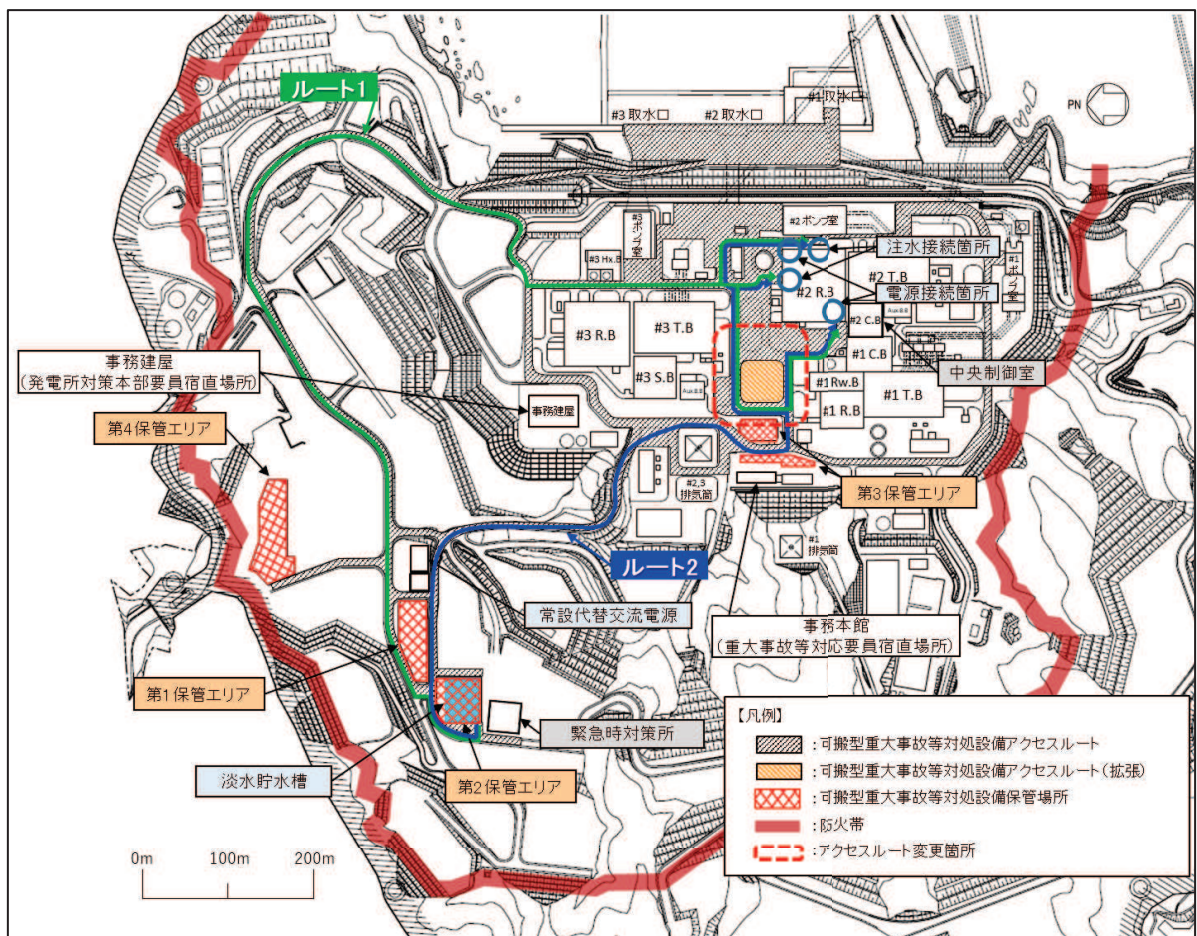 ルート1
#3 取水口
#2 取水口
#1 取水口
PN
#3
ポンプ室
#2 ポンプ室
#3 Hx.B
注水接続箇所
#2 T.B
電源接続箇所
#1
ポンプ室
#2 R.B
#3 R.B
#3 T.B
#2 C.B
#1 C.B
中央制御室
#3 S.B
#1Rw.B
#1 T.B
#1 R.B
事務建屋
(発電所対策本部要員宿直場所)
事務建屋
第4保管エリア
#2,3
排気筒
第3保管エリア
#1
排気筒
ルート2
常設代替交流電源
事務本館
(重大事故等対応要員宿直場所)
第1保管エリア
緊急時対策所
淡水貯水槽
第2保管エリア
0m
100m
200m
【凡例】
:可搬型重大事故等対処設備アクセスルート
:可搬型重大事故等対処設備アクセスルート(拡張)
:可搬型重大事故等対処設備保管場所
:防火帯
:アクセスルート変更箇所